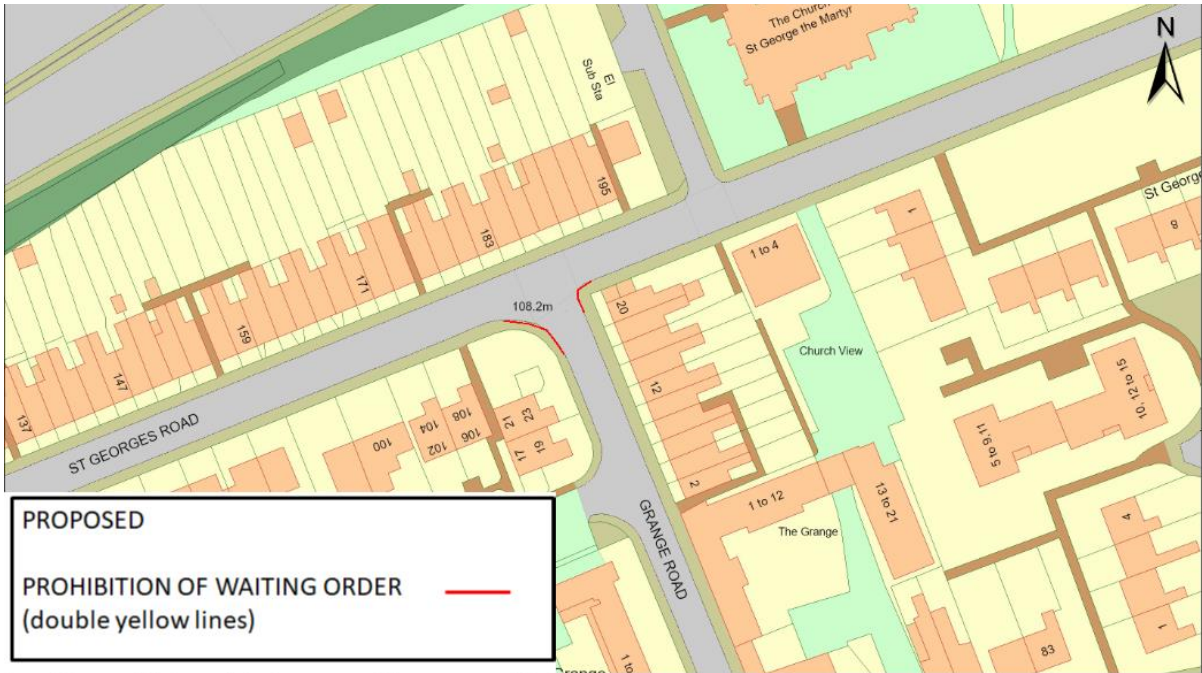 The Church
St George the Martyr
N
El
Sub Sta
195
183
171
159
147
137
1 to 4
1
St George
8
108.2m
20
12
2
Church View
10, 12 to 15
5 to 9,11
ST GEORGES ROAD
100
104
102
108
106
21
23
17
19
GRANGE ROAD
1 to 12
13 to 21
The Grange
4
1
83
1 to
PROPOSED
PROHIBITION OF WAITING ORDER
(double yellow lines)